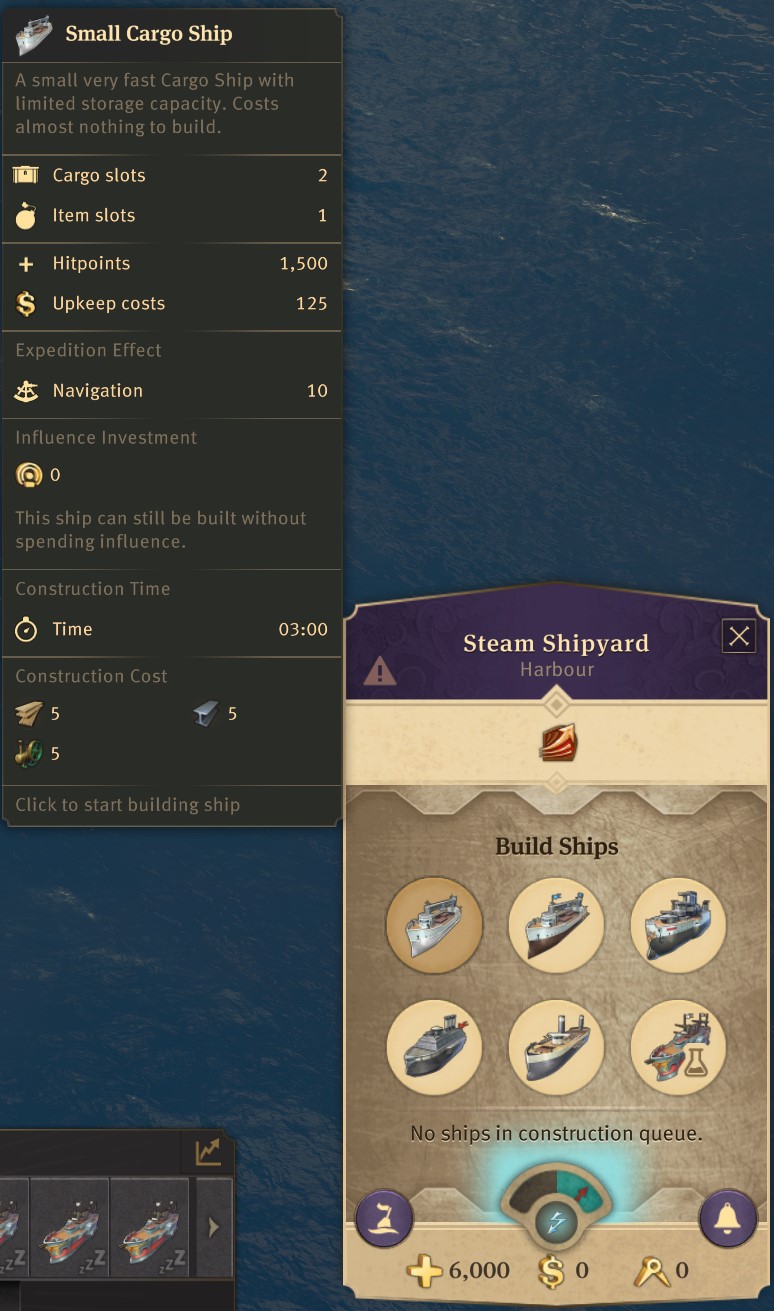 Small Cargo Ship
A small very fast Cargo Ship with
limited storage capacity. Costs
almost nothing to build.
Cargo slots 2
Item slots 1
Hitpoints 1,500
Upkeep costs 125
Expedition Effect
Navigation 10
Influence Investment
0
This ship can still be built without
spending influence.
Construction Time
Time 03:00
Construction Cost
5 5
5
Click to start building ship
Steam Shipyard
Harbour
Build Ships
No ships in construction queue.
zzZ zzZ zzZ
6,000 0 0